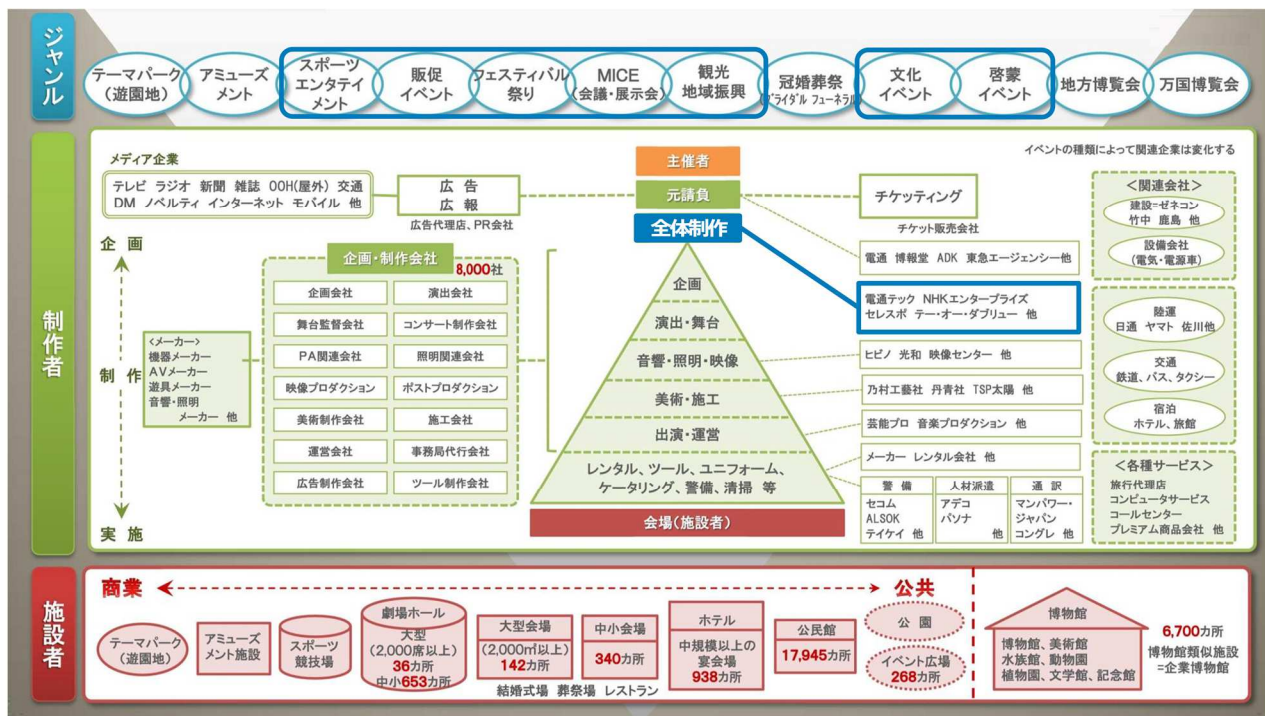 ジャンル
テーマパーク
(遊園地)
アミューズ
メント
スポーツ
エンタテイ
メント
販促
イベント
フェスティバル
祭り
MICE
(会議・展示会)
観光
地域振興
冠婚葬祭
(ブライダル フューネラル)
文化
イベント
啓蒙
イベント
地方博覧会
万国博覧会
制作者
イベントの種類によって関連企業は変化する
メディア企業
テレビ ラジオ 新聞 雑誌 OOH(屋外) 交通
DM ノベルティ インターネット モバイル 他
広 告
広 報
広告代理店、PR会社
主催者
元請負
全体制作
チケッティング
チケット販売会社
企 画
制 作
実 施
企画・制作会社
8,000社
企画会社
演出会社
舞台監督会社
コンサート制作会社
PA関連会社
照明関連会社
映像プロダクション
ポストプロダクション
美術制作会社
施工会社
運営会社
事務局代行会社
広告制作会社
ツール制作会社
<メーカー>
機器メーカー
AVメーカー
遊具メーカー
音響・照明
メーカー 他
企画
演出・舞台
音響・照明・映像
美術・施工
出演・運営
レンタル、ツール、ユニフォーム、
ケータリング、警備、清掃 等
会場(施設者)
電通 博報堂 ADK 東急エージェンシー他
電通テック NHKエンタープライズ
セレスポ テー・オー・ダブリュー 他
ヒビノ 光和 映像センター 他
乃村工藝社 丹青社 TSP太陽 他
芸能プロ 音楽プロダクション 他
メーカー レンタル会社 他
警 備
セコム
ALSOK
テイケイ 他
人材派遣
アデコ
パソナ
他
通 訳
マンパワー・
ジャパン
コングレ 他
<関連会社>
建設=ゼネコン
竹中 鹿島 他
設備会社
(電気・電源車)
陸運
日通 ヤマト 佐川他
交通
鉄道、バス、タクシー
宿泊
ホテル、旅館
<各種サービス>
旅行代理店
コンピュータサービス
コールセンター
プレミアム商品会社 他
施設者
商業
公共
テーマパーク
(遊園地)
アミューズ
メント施設
スポーツ
競技場
劇場ホール
大型
(2,000席以上)
36カ所
中小653カ所
大型会場
(2,000㎡以上)
142カ所
中小会場
340カ所
ホテル
中規模以上の
宴会場
938カ所
公民館
17,945カ所
公 園
イベント広場
268カ所
結婚式場 葬祭場 レストラン
博物館
博物館、美術館
水族館、動物園
植物園、文学館、記念館
6,700カ所
博物館類似施設
=企業博物館